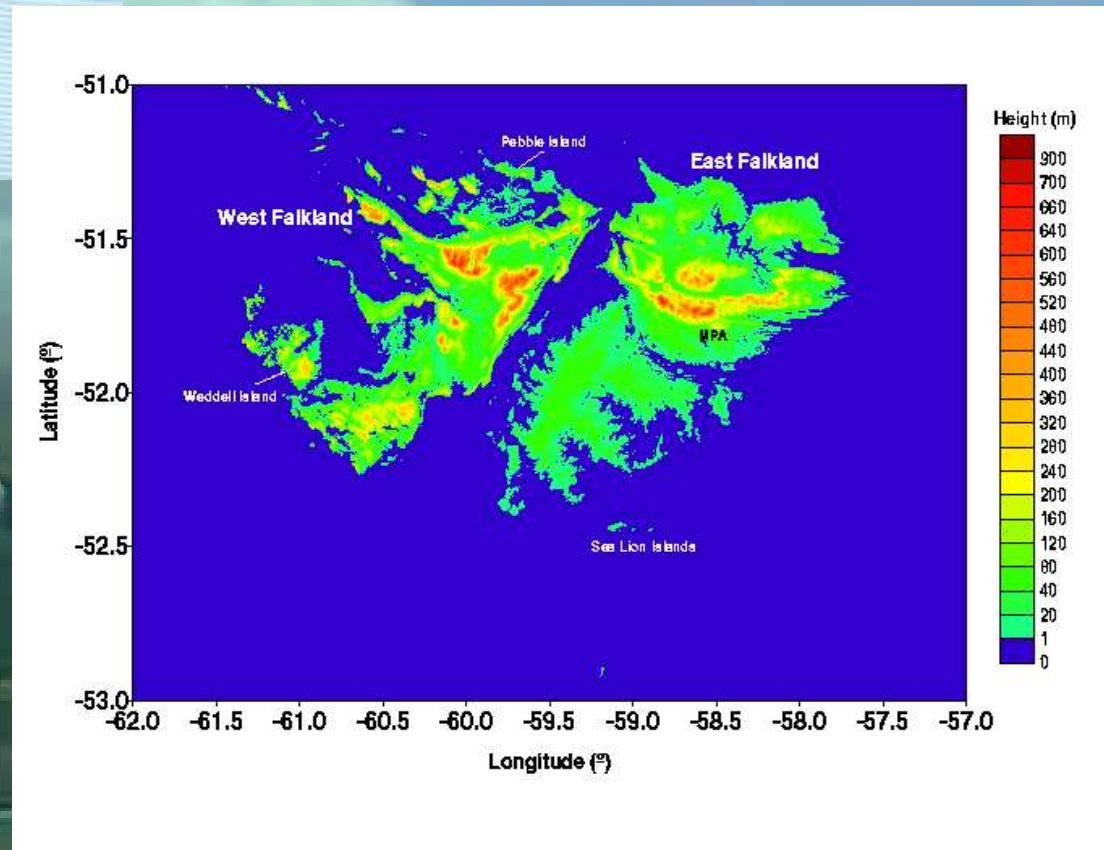 Height (m)
-51.0
-51.5
-52.0
-52.5
-53.0
Latitude (º)
Pebble Island
East Falkland
West Falkland
MPA
Weddell Island
Sea Lion Islands
900
700
660
640
560
520
480
440
400
360
320
280
240
200
160
120
80
40
20
1
0
-62.0 -61.5 -61.0 -60.5 -60.0 -59.5 -59.0 -58.5 -58.0 -57.5 -57.0
Longitude (º)